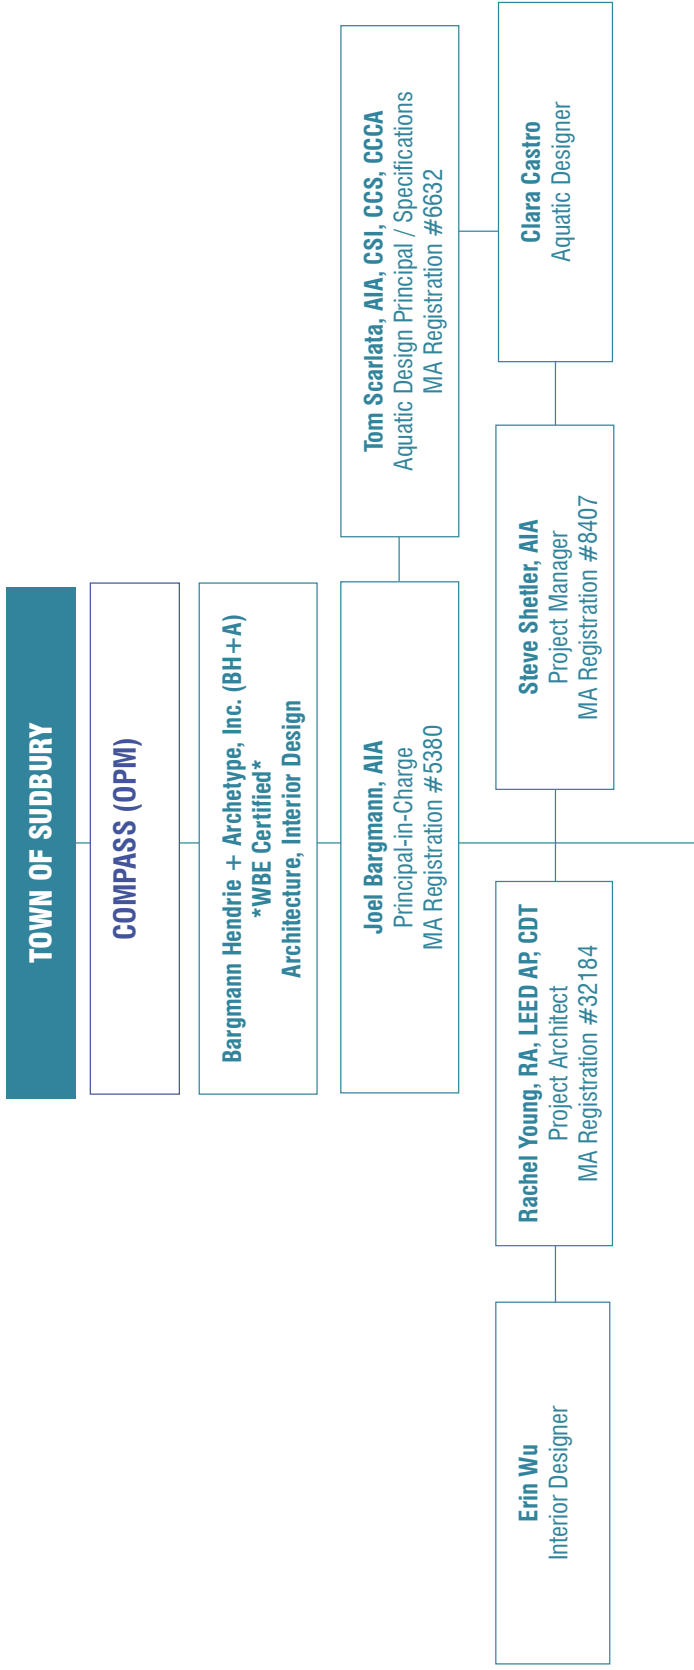 TOWN OF SUDBURY
COMPASS (OPM)
Bargmann Hendrie + Archetype, Inc. (BH+A)
*WBE Certified*
Architecture, Interior Design
Joel Bargmann, AIA
Principal-in-Charge
MA Registration #5380
Tom Scarlata, AIA, CSI, CCS, CCCA
Aquatic Design Principal / Specifications
MA Registration #6632
Erin Wu
Interior Designer
Rachel Young, RA, LEED AP, CDT
Project Architect
MA Registration #32184
Steve Shetler, AIA
Project Manager
MA Registration #8407
Clara Castro
Aquatic Designer